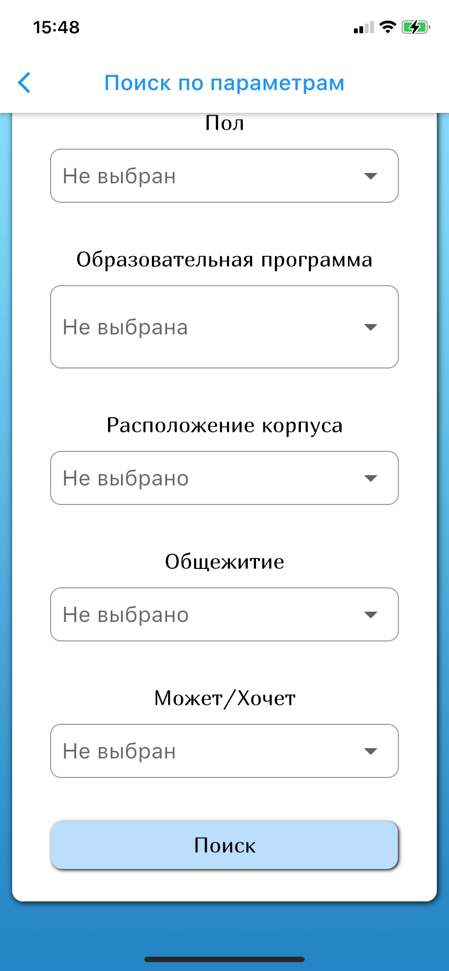 15:48
Поиск по параметрам
Пол
Не выбран
Образовательная программа
Не выбрана
Расположение корпуса
Не выбрано
Общежитие
Не выбрано
Может/Хочет
Не выбран
Поиск